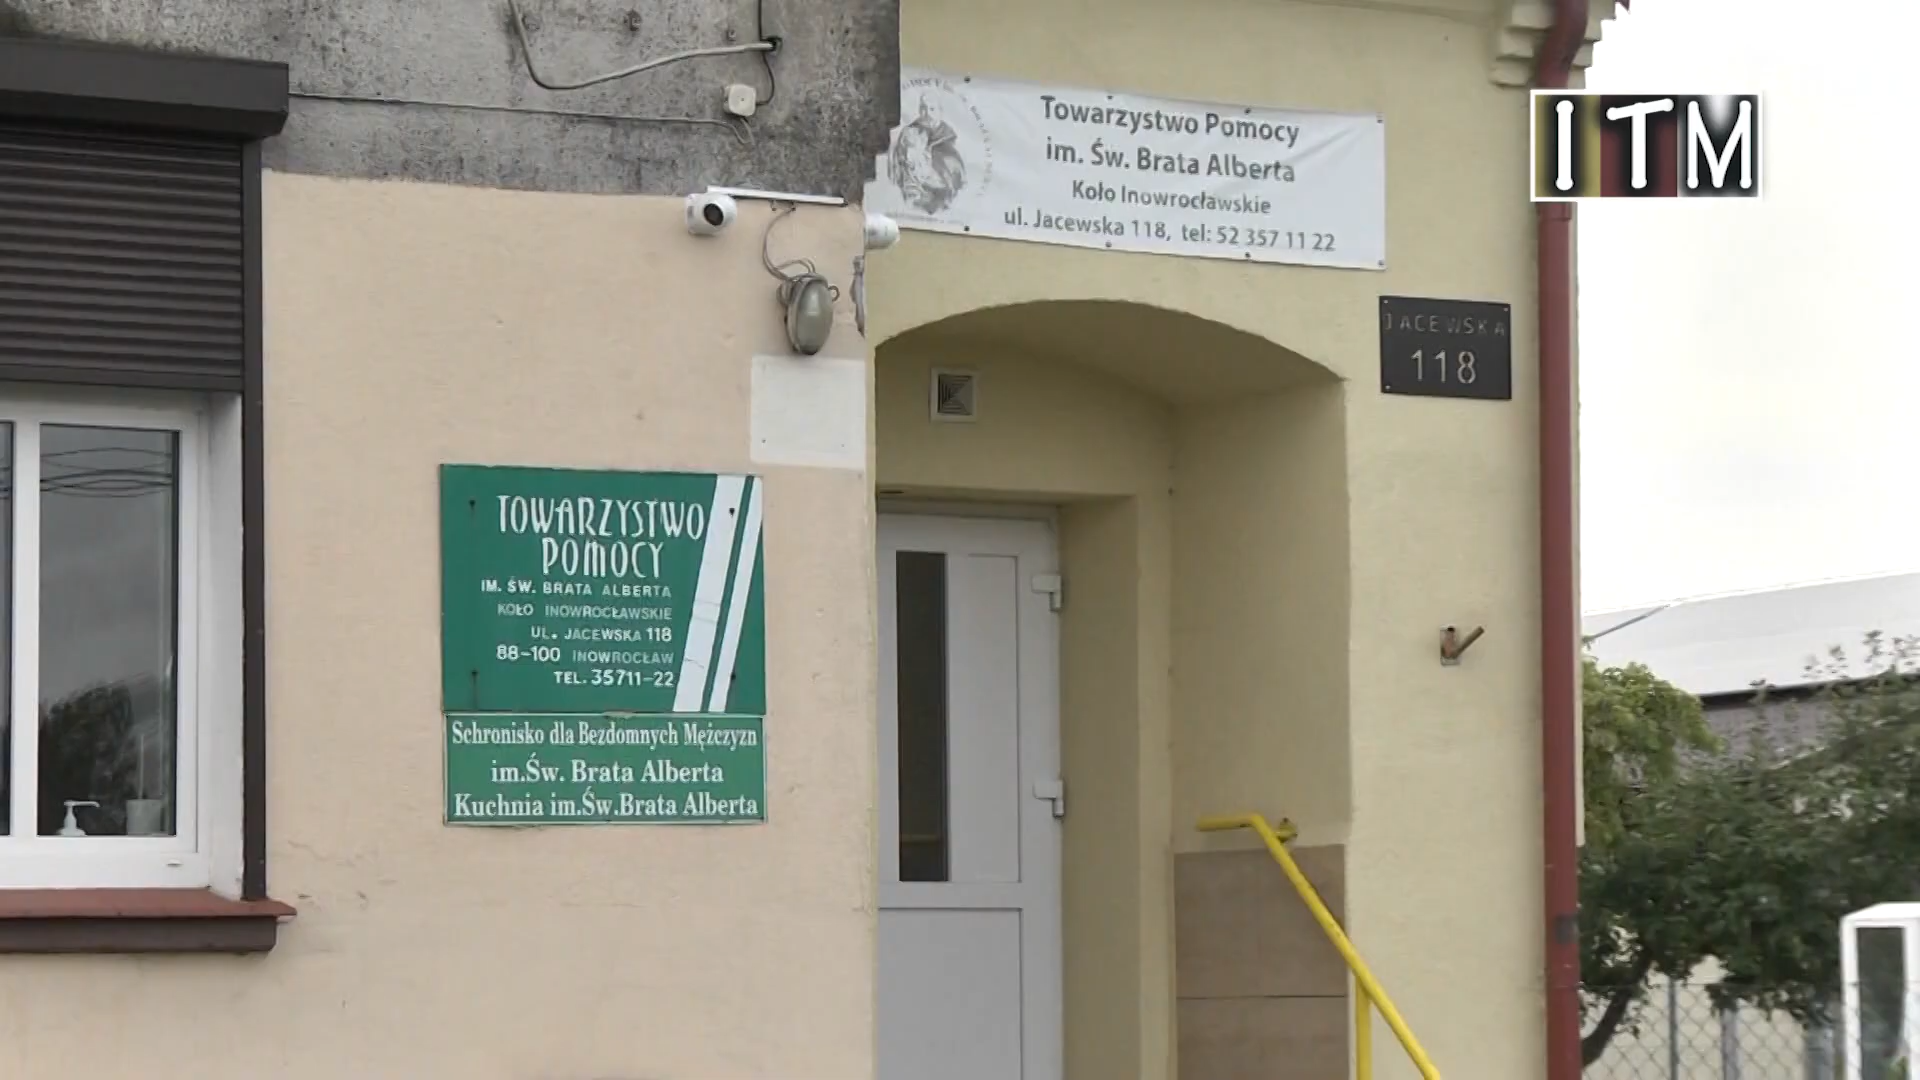 TOWARZYSTWO
POMOCY
IM. ŚW. BRATA ALBERTA
KOŁO INOWROCŁAWSKIE
UL. JACEWSKA 118
88-100 INOWROCŁAW
TEL. 35711-22
Schronisko dla Bezdomnych Mężczyzn
im.Św. Brata Alberta
Kuchnia im.Św.Brata Alberta
Towarzystwo Pomocy
im. Św. Brata Alberta
Koło Inowrocławskie
ul. Jacewska 118, tel: 52 357 11 22
JACEWSKA
118
ITM